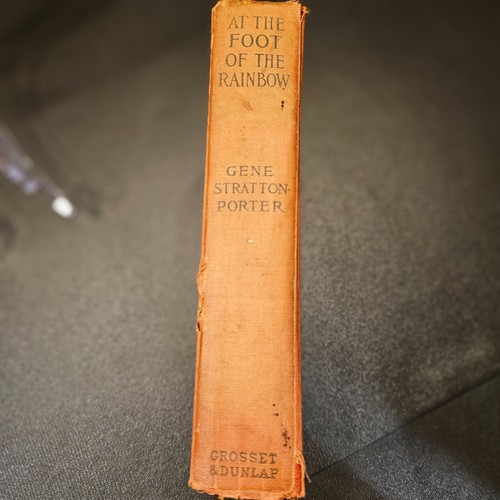 AT THE
FOOT
OF THE
RAINBOW
GENE
STRATTON-
PORTER
GROSSET
& DUNLAP